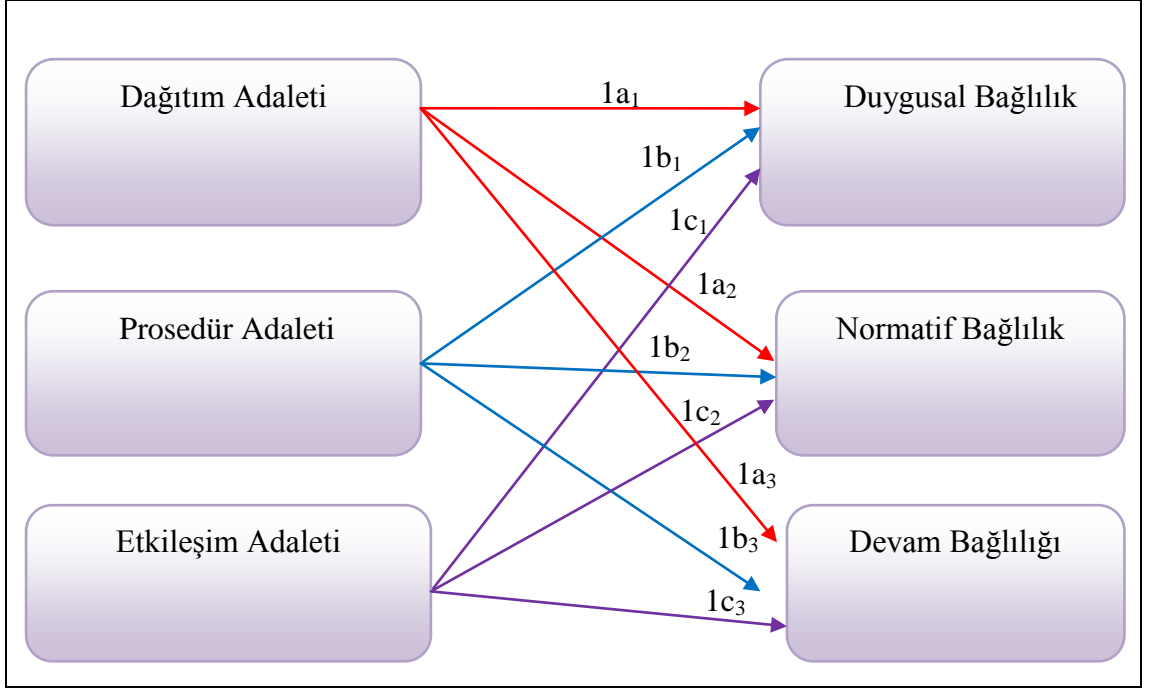 Dağıtım Adaleti
1a₁
Duygusal Bağlılık
1b₁
1c₁
1a₂
Prosedür Adaleti
Normatif Bağlılık
1b₂
1c₂
1a₃
Etkileşim Adaleti
1b₃
Devam Bağlılığı
1c₃